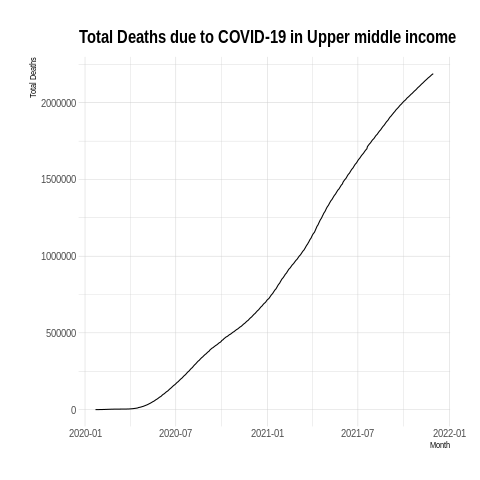 Total Deaths due to COVID-19 in Upper middle income
Total Deaths
2000000
1500000
1000000
500000
0
2020-01 2020-07 2021-01 2021-07 2022-01
Month